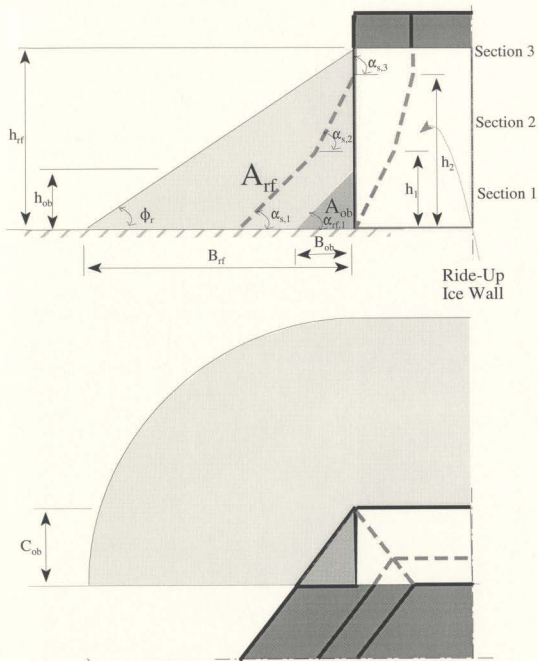 Section 3
α_s,3
h_rf
Section 2
α_s,2
h_2
A_rf
h_ob
h_1
Section 1
A_ob
ϕ_r
α_s,1
α_rf,1
B_ob
B_rf
Ride-Up
Ice Wall
C_ob